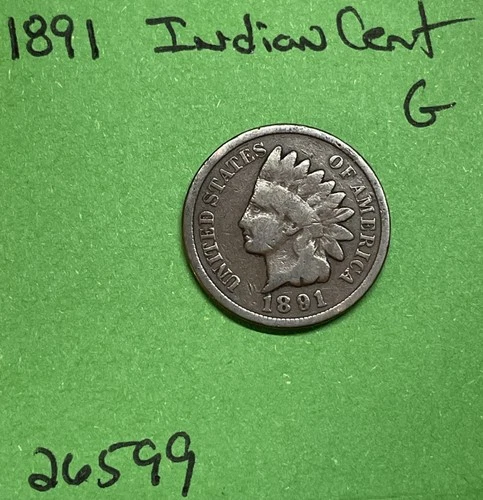 1891 Indian Cent
G
UNITED STATES OF AMERICA
1891
26599